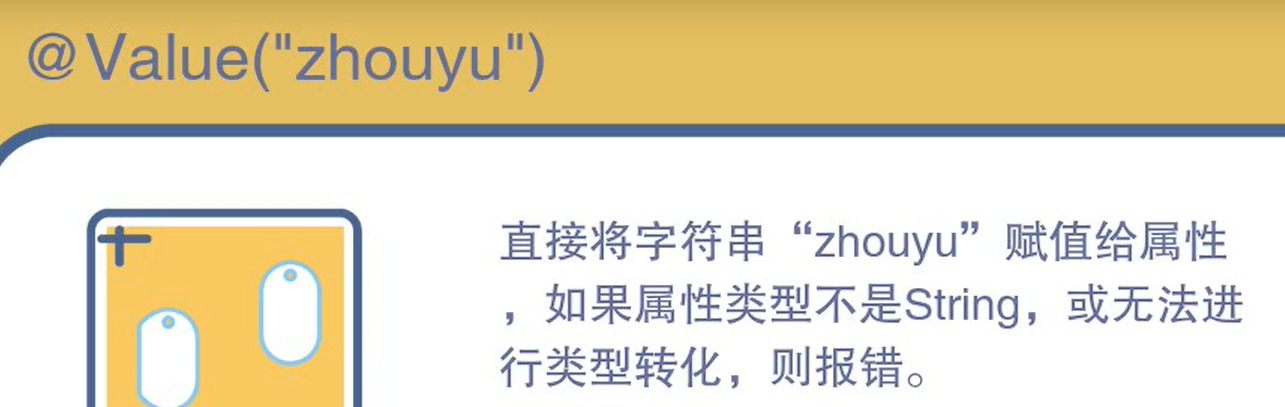 @Value("zhouyu")
直接将字符串“zhouyu”赋值给属性
，如果属性类型不是String，或无法进
行类型转化，则报错。